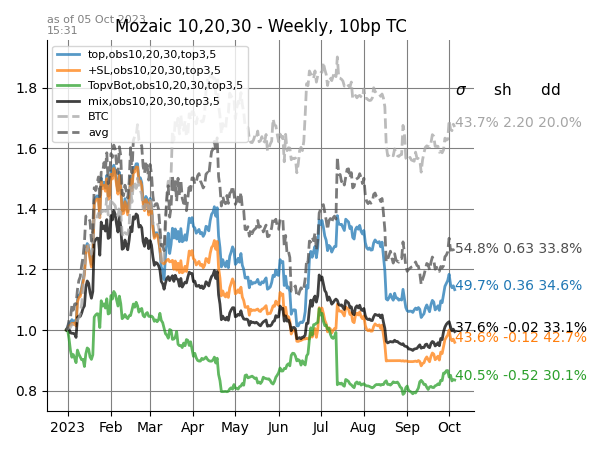 as of 05 Oct 2023
15:31
Mozaic 10,20,30 - Weekly, 10bp TC
top,obs10,20,30,top3,5
+SL,obs10,20,30,top3,5
TopvBot,obs10,20,30,top3,5
mix,obs10,20,30,top3,5
BTC
avg
σ sh dd
43.7% 2.20 20.0%
54.8% 0.63 33.8%
49.7% 0.36 34.6%
37.6% -0.02 33.1%
43.6% -0.12 42.7%
40.5% -0.52 30.1%
1.8
1.6
1.4
1.2
1.0
0.8
2023 Feb Mar Apr May Jun Jul Aug Sep Oct